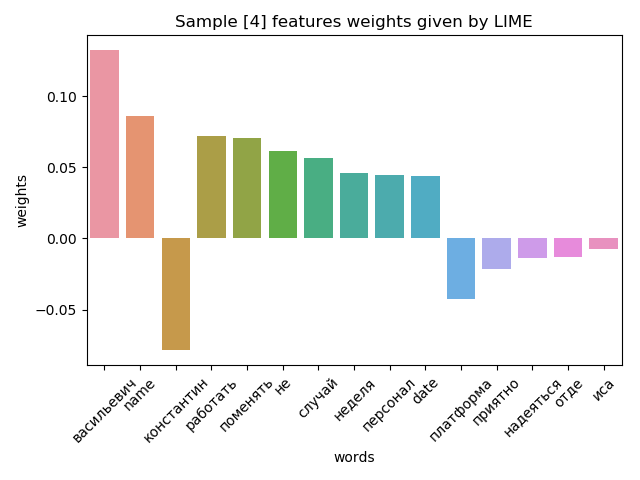 Sample [4] features weights given by LIME
weights
0.10
0.05
0.00
−0.05
васильевич
name
константин
работать
поменять
не
случай
неделя
персонал
date
платформа
приятно
надеяться
отде
иса
words